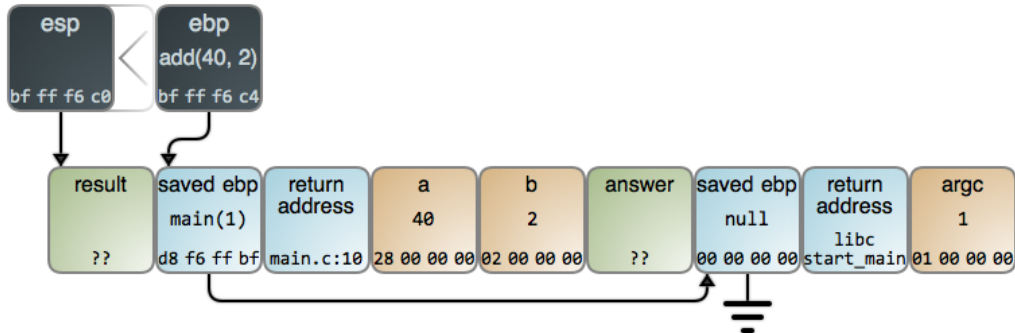 esp
ebp
add(40, 2)
bf ff f6 c0
bf ff f6 c4
result
saved ebp
return
address
a
b
answer
saved ebp
return
address
argc
main(1)
40
2
null
libc
1
??
d8 f6 ff bf
main.c:10
28 00 00 00
02 00 00 00
??
00 00 00 00
start_main
01 00 00 00